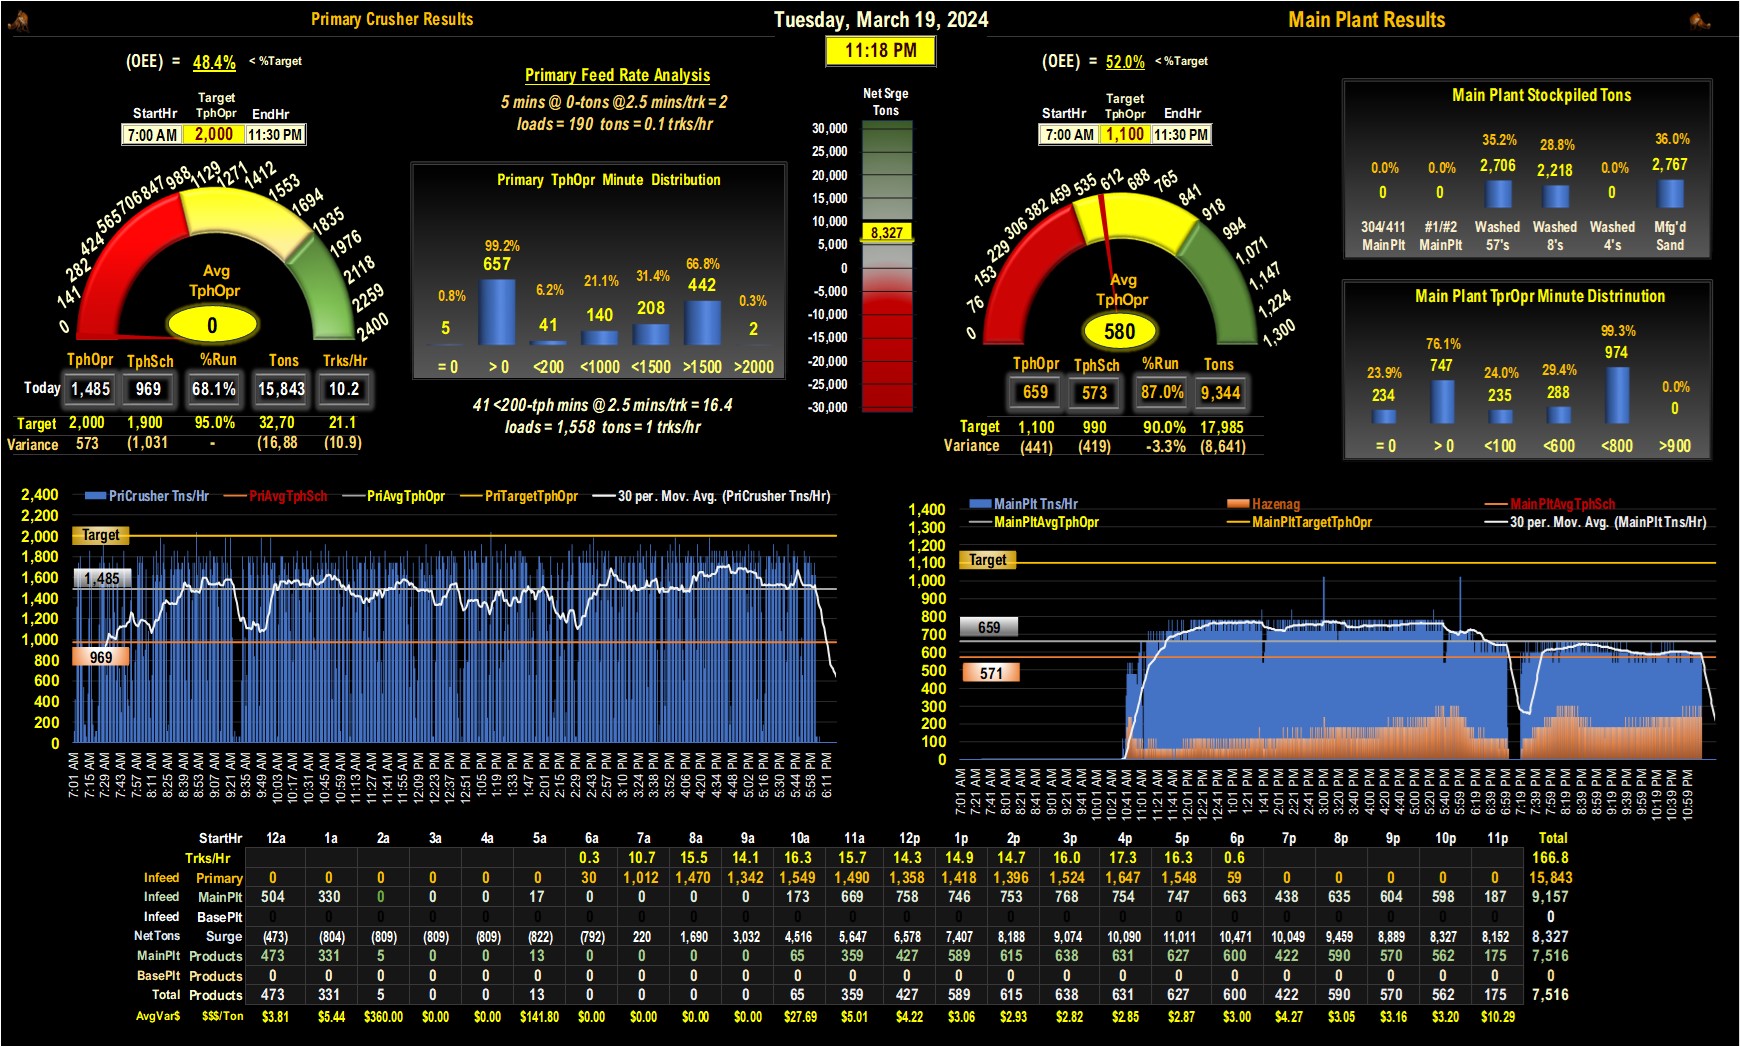 Primary Crusher Results
Tuesday, March 19, 2024
Main Plant Results
11:18 PM
(OEE) = 48.4% < %Target
StartHr Target TphOpr EndHr
7:00 AM 2,000 11:30 PM
0 141 282 424 565 706 847 988 1129 1271 1412 1553 1694 1835 1976 2118 2259 2400
Avg
TphOpr
0
TphOpr TphSch %Run Tons Trks/Hr
Today 1,485 969 68.1% 15,843 10.2
Target 2,000 1,900 95.0% 32,70 21.1
Variance 573 (1,031 - (16,88 (10.9)
Primary Feed Rate Analysis
5 mins @ 0-tons @2.5 mins/trk = 2
loads = 190 tons = 0.1 trks/hr
Primary TphOpr Minute Distribution
0.8% 99.2% 6.2% 21.1% 31.4% 66.8% 0.3%
5 657 41 140 208 442 2
= 0 > 0 <200 <1000 <1500 >1500 >2000
41 <200-tph mins @ 2.5 mins/trk = 16.4
loads = 1,558 tons = 1 trks/hr
Net Srge
Tons
30,000
25,000
20,000
15,000
10,000
8,327
5,000
0
-5,000
-10,000
-15,000
-20,000
-25,000
-30,000
(OEE) = 52.0% < %Target
StartHr Target TphOpr EndHr
7:00 AM 1,100 11:30 PM
0 76 153 229 306 382 459 535 612 688 765 841 918 994 1,071 1,147 1,224 1,300
Avg
TphOpr
580
TphOpr TphSch %Run Tons
659 573 87.0% 9,344
Target 1,100 990 90.0% 17,985
Variance (441) (419) -3.3% (8,641)
Main Plant Stockpiled Tons
0.0% 0.0% 35.2% 28.8% 0.0% 36.0%
0 0 2,706 2,218 0 2,767
304/411 #1/#2 Washed Washed Washed Mfg'd
MainPlt MainPlt 57's 8's 4's Sand
Main Plant TprOpr Minute Distrinution
23.9% 76.1% 24.0% 29.4% 99.3% 0.0%
234 747 235 288 974 0
= 0 > 0 <100 <600 <800 >900
PriCrusher Tns/Hr PriAvgTphSch PriAvgTphOpr PriTargetTphOpr 30 per. Mov. Avg. (PriCrusher Tns/Hr)
2,400
2,200
2,000
1,800
1,600
1,400
1,200
1,000
800
600
400
200
0
Target
1,485
969
7:01 AM 7:15 AM 7:29 AM 7:43 AM 7:57 AM 8:11 AM 8:25 AM 8:39 AM 8:53 AM 9:07 AM 9:21 AM 9:35 AM 9:49 AM 10:03 AM 10:17 AM 10:31 AM 10:45 AM 10:59 AM 11:13 AM 11:27 AM 11:41 AM 11:55 AM 12:09 PM 12:23 PM 12:37 PM 12:51 PM 1:05 PM 1:19 PM 1:33 PM 1:47 PM 2:01 PM 2:15 PM 2:29 PM 2:43 PM 2:57 PM 3:10 PM 3:24 PM 3:38 PM 3:52 PM 4:06 PM 4:20 PM 4:34 PM 4:48 PM 5:02 PM 5:16 PM 5:30 PM 5:44 PM 5:58 PM 6:11 PM
MainPlt Tns/Hr Hazenag MainPltAvgTphSch
MainPltAvgTphOpr MainPltTargetTphOpr 30 per. Mov. Avg. (MainPlt Tns/Hr)
1,400
1,300
1,200
1,100
1,000
900
800
700
600
500
400
300
200
100
0
Target
659
571
7:01 AM 7:21 AM 7:41 AM 8:01 AM 8:21 AM 8:41 AM 9:01 AM 9:21 AM 9:41 AM 10:01 AM 10:21 AM 10:41 AM 11:01 AM 11:21 AM 11:41 AM 12:01 PM 12:21 PM 12:41 PM 1:01 PM 1:21 PM 1:41 PM 2:01 PM 2:21 PM 2:41 PM 3:00 PM 3:20 PM 3:40 PM 4:00 PM 4:20 PM 4:40 PM 5:00 PM 5:20 PM 5:40 PM 5:59 PM 6:19 PM 6:39 PM 6:59 PM 7:19 PM 7:39 PM 7:59 PM 8:19 PM 8:39 PM 8:59 PM 9:19 PM 9:39 PM 9:59 PM 10:19 PM 10:39 PM 10:59 PM
StartHr 12a 1a 2a 3a 4a 5a 6a 7a 8a 9a 10a 11a 12p 1p 2p 3p 4p 5p 6p 7p 8p 9p 10p 11p Total
Trks/Hr 0.3 10.7 15.5 14.1 16.3 15.7 14.3 14.9 14.7 16.0 17.3 16.3 0.6 166.8
Infeed Primary 0 0 0 0 0 0 30 1,012 1,470 1,342 1,549 1,490 1,358 1,418 1,396 1,524 1,647 1,548 59 0 0 0 0 0 15,843
Infeed MainPlt 504 330 0 0 0 17 0 0 0 0 173 669 758 746 753 768 754 747 663 438 635 604 598 187 9,157
Infeed BasePlt 0 0 0 0 0 0 0 0 0 0 0 0 0 0 0 0 0 0 0 0 0 0 0 0 0
NetTons Surge (473) (804) (809) (809) (809) (822) (792) 220 1,690 3,032 4,516 5,647 6,578 7,407 8,188 9,074 10,090 11,011 10,471 10,049 9,459 8,889 8,327 8,152 8,327
MainPlt Products 473 331 5 0 0 13 0 0 0 0 65 359 427 589 615 638 631 627 600 422 590 570 562 175 7,516
BasePlt Products 0 0 0 0 0 0 0 0 0 0 0 0 0 0 0 0 0 0 0 0 0 0 0 0 0
Total Products 473 331 5 0 0 13 0 0 0 0 65 359 427 589 615 638 631 627 600 422 590 570 562 175 7,516
AvgVar$ $$$/Ton $3.81 $5.44 $360.00 $0.00 $0.00 $141.80 $0.00 $0.00 $0.00 $0.00 $27.69 $5.01 $4.22 $3.06 $2.93 $2.82 $2.85 $2.87 $3.00 $4.27 $3.05 $3.16 $3.20 $10.29